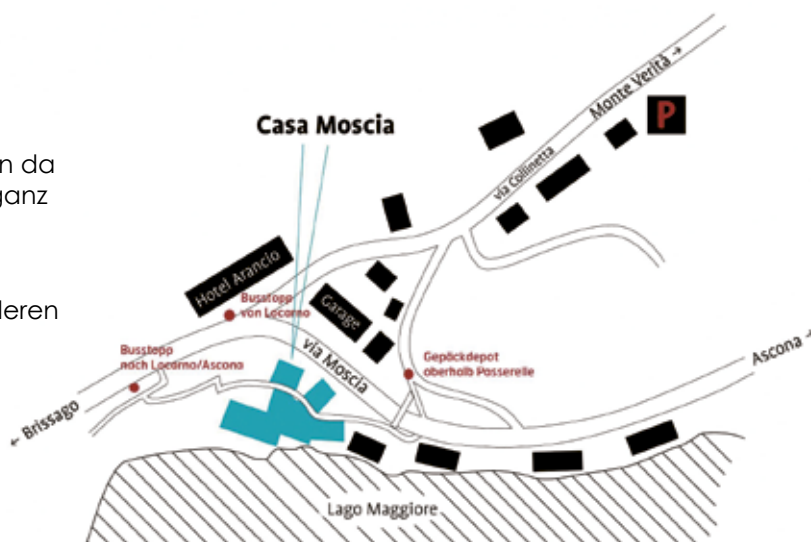 n da
ganz
leren
Casa Moscia
Monte Verità →
P
via Collinetta
Hotel Arancio
Busstopp
von Locarno
Garage
via Moscia
Busstopp
nach Locarno/Ascona
Gepäckdepot
oberhalb Passerelle
Ascona →
← Brissago
Lago Maggiore